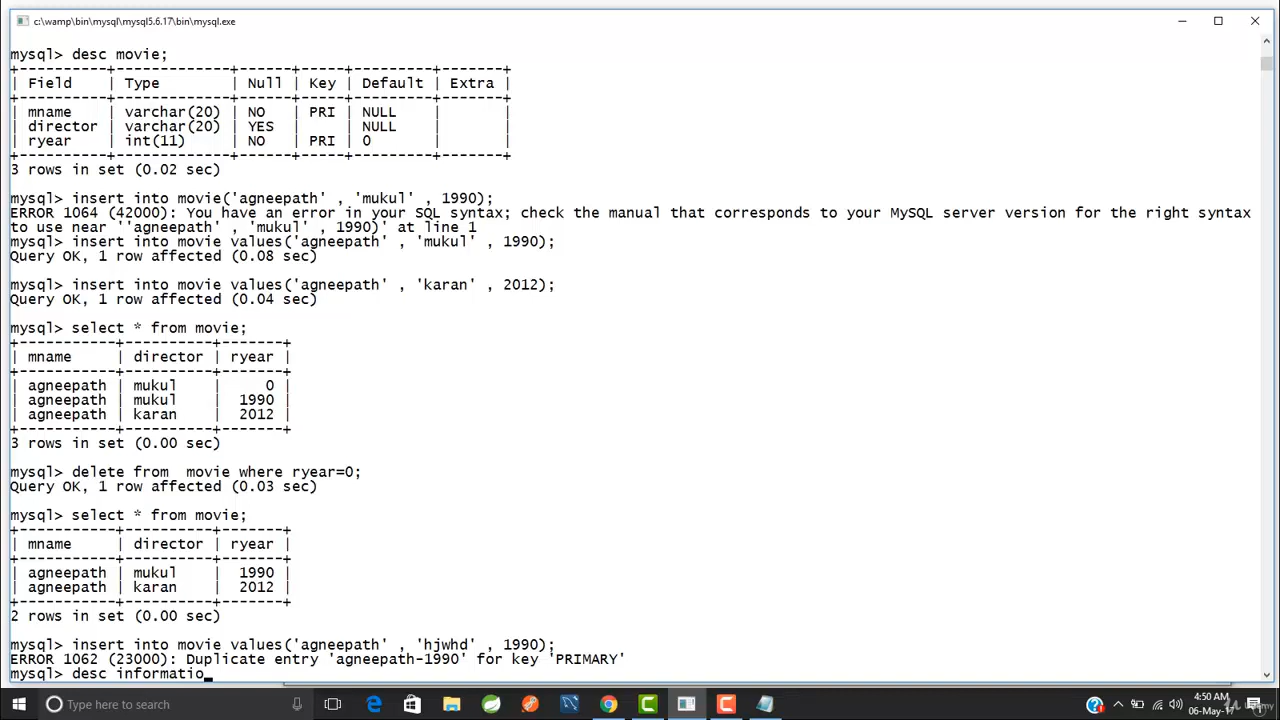 c:\wamp\bin\mysql\mysql5.6.17\bin\mysql.exe
mysql> desc movie;
+----------+-------------+------+-----+---------+-------+
| Field    | Type        | Null | Key | Default | Extra |
+----------+-------------+------+-----+---------+-------+
| mname    | varchar(20) | NO   | PRI | NULL    |       |
| director | varchar(20) | YES  |     | NULL    |       |
| ryear    | int(11)     | NO   | PRI | 0       |       |
+----------+-------------+------+-----+---------+-------+
3 rows in set (0.02 sec)
mysql> insert into movie('agneepath' , 'mukul' , 1990);
ERROR 1064 (42000): You have an error in your SQL syntax; check the manual that corresponds to your MySQL server version for the right syntax
to use near ''agneepath' , 'mukul' , 1990)' at line 1
mysql> insert into movie values('agneepath' , 'mukul' , 1990);
Query OK, 1 row affected (0.08 sec)
mysql> insert into movie values('agneepath' , 'karan' , 2012);
Query OK, 1 row affected (0.04 sec)
mysql> select * from movie;
+-----------+----------+-------+
| mname     | director | ryear |
+-----------+----------+-------+
| agneepath | mukul    |     0 |
| agneepath | mukul    |  1990 |
| agneepath | karan    |  2012 |
+-----------+----------+-------+
3 rows in set (0.00 sec)
mysql> delete from  movie where ryear=0;
Query OK, 1 row affected (0.03 sec)
mysql> select * from movie;
+-----------+----------+-------+
| mname     | director | ryear |
+-----------+----------+-------+
| agneepath | mukul    |  1990 |
| agneepath | karan    |  2012 |
+-----------+----------+-------+
2 rows in set (0.00 sec)
mysql> insert into movie values('agneepath' , 'hjwhd' , 1990);
ERROR 1062 (23000): Duplicate entry 'agneepath-1990' for key 'PRIMARY'
mysql> desc informatio_
Type here to search
4:50 AM
06-May-17
Udemy